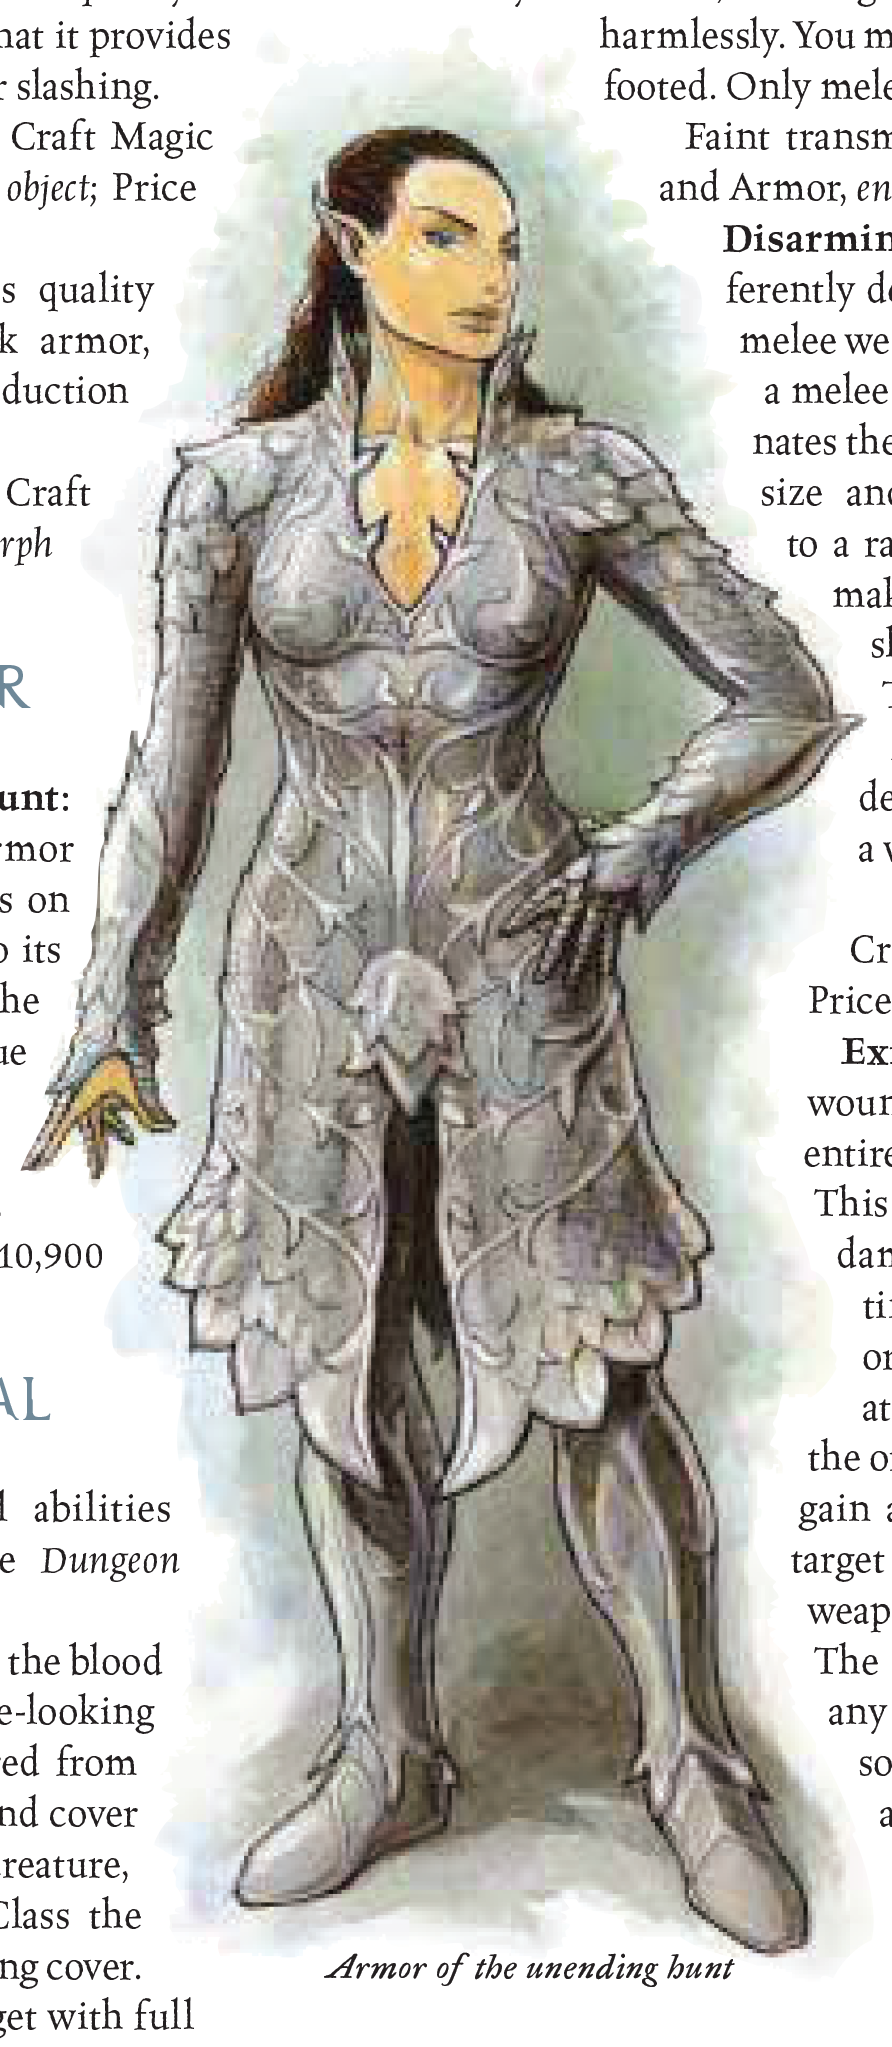 hat it provides
r slashing.
Craft Magic
object; Price
s quality
k armor,
duction
Craft
rph
R
unt:
rmor
s on
o its
he
ue
10,900
AL
l abilities
e Dungeon
the blood
e-looking
red from
nd cover
reature,
Class the
ng cover.
get with full
harmlessly. You m
footed. Only mele
Faint transm
and Armor, en
Disarmin
ferently de
melee we
a melee
nates the
size and
to a ra
mak
sl
T
de
a v
Cr
Price
Ex
woun
entire
This
dan
ti
or
at
the o
gain a
target
weap
The
any
so
a
Armor of the unending hunt